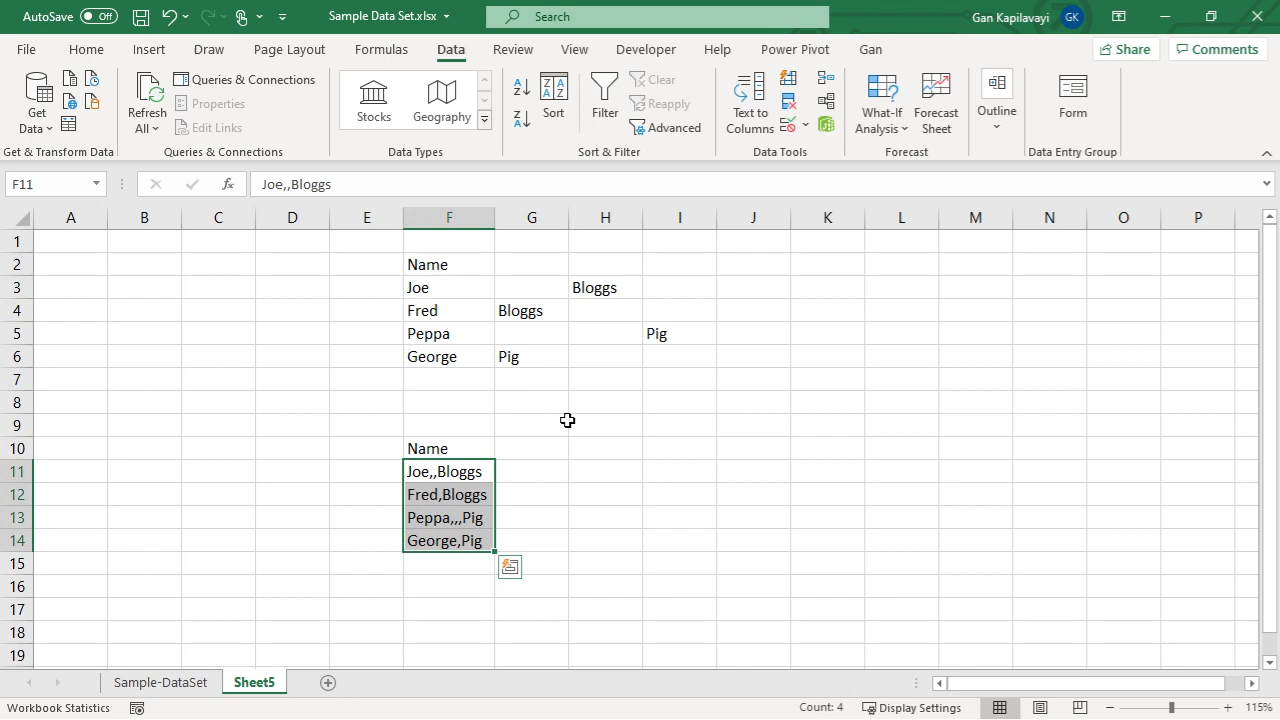 AutoSave Off Sample Data Set.xlsx Search Gan Kapilavayi GK
File Home Insert Draw Page Layout Formulas Data Review View Developer Help Power Pivot Gan Share Comments
Get Data
Refresh All
Queries & Connections
Properties
Edit Links
Stocks
Geography
Sort
Filter
Clear
Reapply
Advanced
Text to Columns
What-If Analysis
Forecast Sheet
Outline
Form
Get & Transform Data Queries & Connections Data Types Sort & Filter Data Tools Forecast Data Entry Group
F11 fx Joe,,Bloggs
A B C D E F G H I J K L M N O P
1
2 Name
3 Joe Bloggs
4 Fred Bloggs
5 Peppa Pig
6 George Pig
7
8
9
10 Name
11 Joe,,Bloggs
12 Fred,Bloggs
13 Peppa,,,Pig
14 George,Pig
15
16
17
18
19
Sample-DataSet Sheet5
Workbook Statistics Count: 4 Display Settings 115%